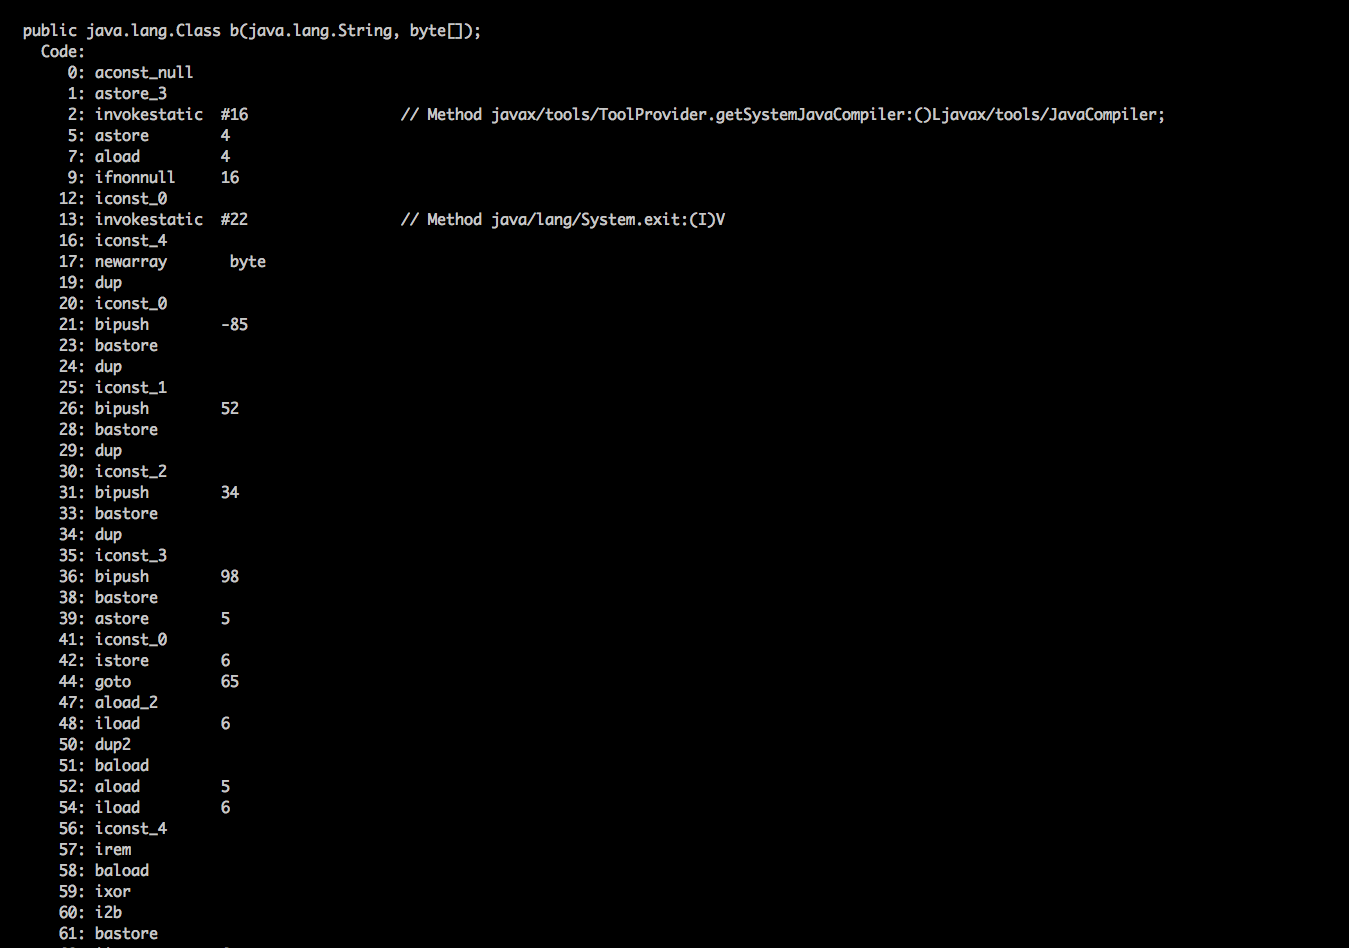 public java.lang.Class b(java.lang.String, byte[]);
Code:
0: aconst_null
1: astore_3
2: invokestatic #16 // Method javax/tools/ToolProvider.getSystemJavaCompiler:()Ljavax/tools/JavaCompiler;
5: astore 4
7: aload 4
9: ifnonnull 16
12: iconst_0
13: invokestatic #22 // Method java/lang/System.exit:(I)V
16: iconst_4
17: newarray byte
19: dup
20: iconst_0
21: bipush -85
23: bastore
24: dup
25: iconst_1
26: bipush 52
28: bastore
29: dup
30: iconst_2
31: bipush 34
33: bastore
34: dup
35: iconst_3
36: bipush 98
38: bastore
39: astore 5
41: iconst_0
42: istore 6
44: goto 65
47: aload_2
48: iload 6
50: dup2
51: baload
52: aload 5
54: iload 6
56: iconst_4
57: irem
58: baload
59: ixor
60: i2b
61: bastore